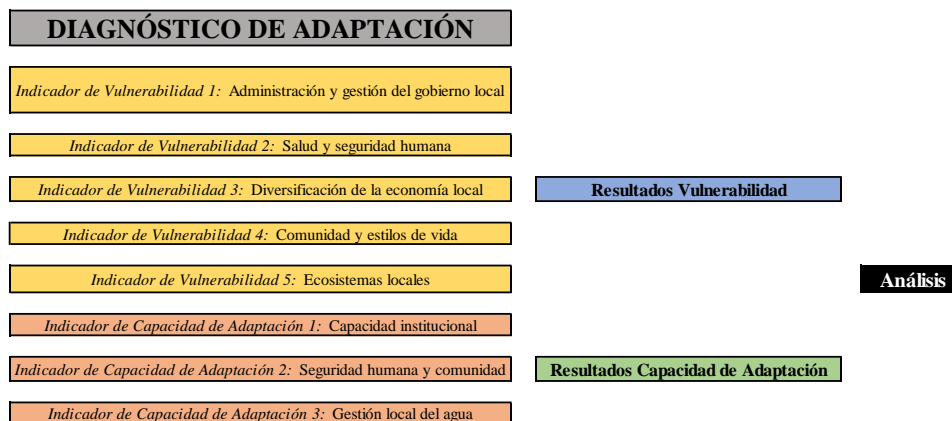 DIAGNÓSTICO DE ADAPTACIÓN
Indicador de Vulnerabilidad 1: Administración y gestión del gobierno local
Indicador de Vulnerabilidad 2: Salud y seguridad humana
Indicador de Vulnerabilidad 3: Diversificación de la economía local
Resultados Vulnerabilidad
Indicador de Vulnerabilidad 4: Comunidad y estilos de vida
Indicador de Vulnerabilidad 5: Ecosistemas locales
Análisis
Indicador de Capacidad de Adaptación 1: Capacidad institucional
Indicador de Capacidad de Adaptación 2: Seguridad humana y comunidad
Resultados Capacidad de Adaptación
Indicador de Capacidad de Adaptación 3: Gestión local del agua